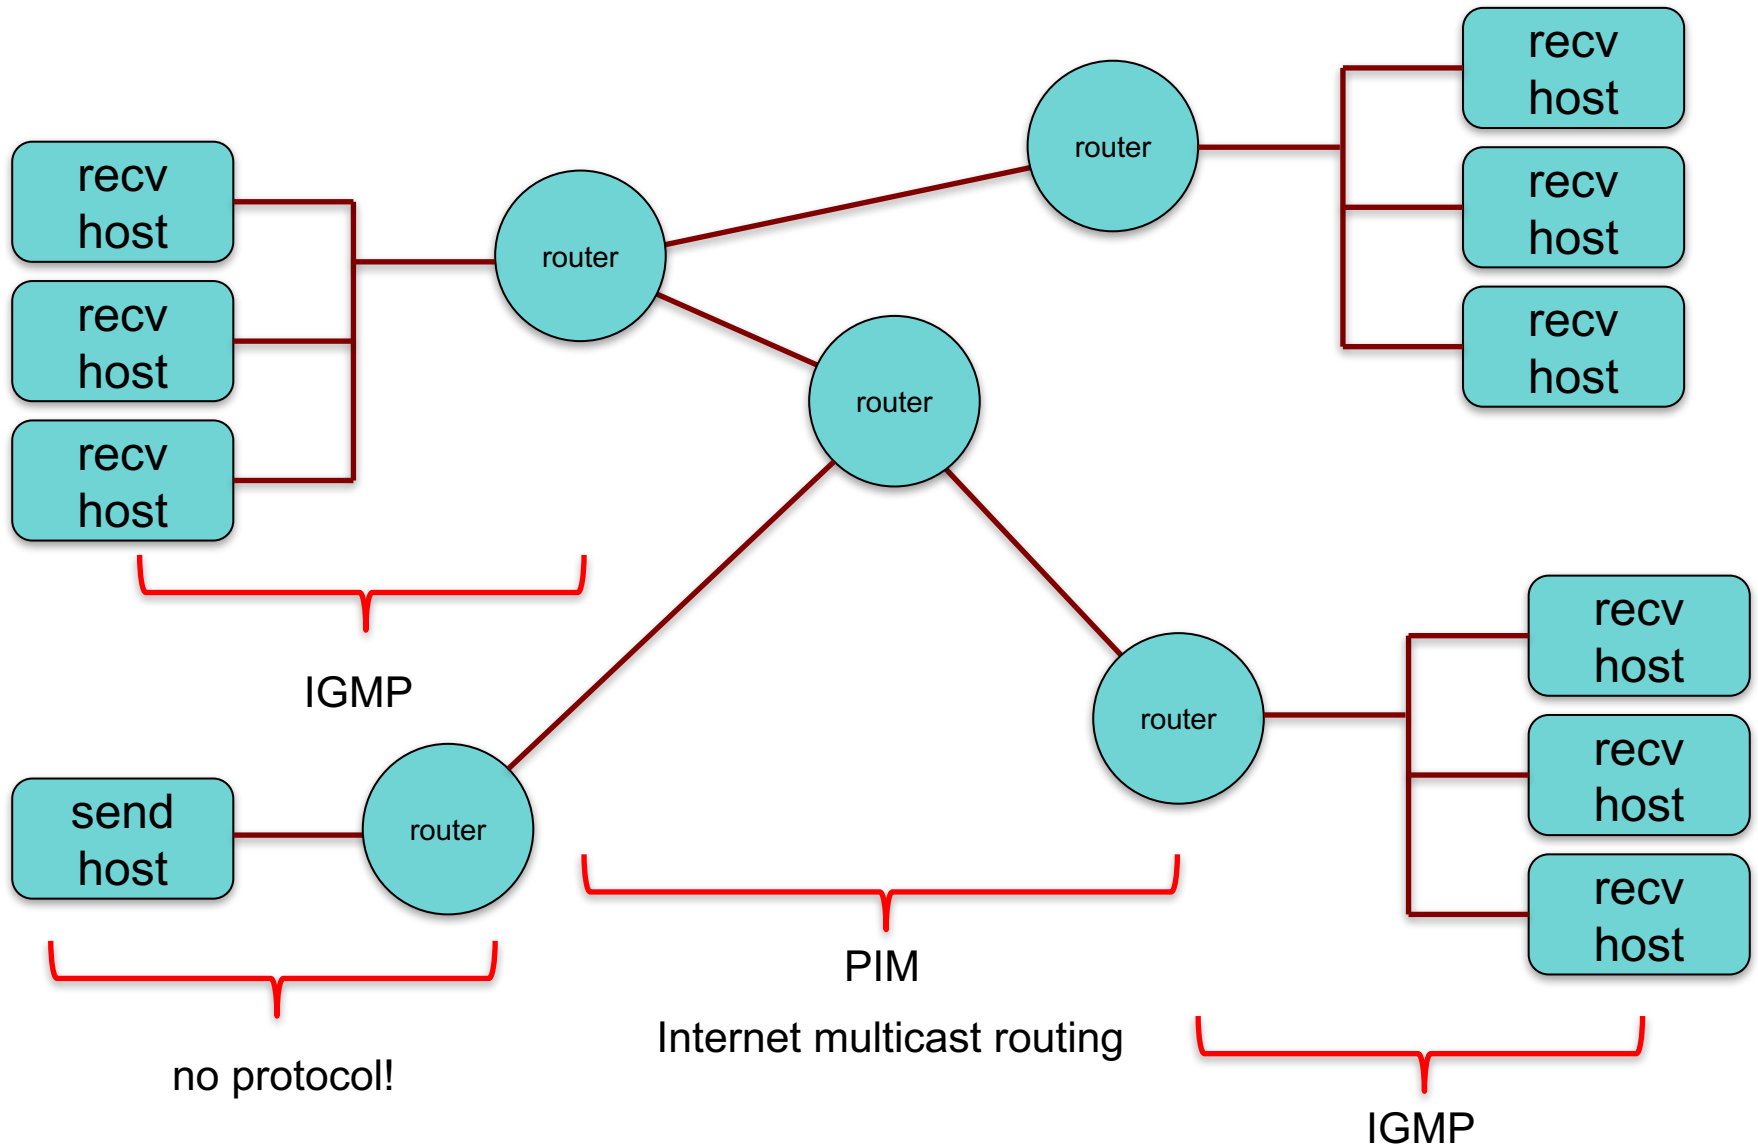 recv
host
recv
host
recv
host
router
router
recv
host
recv
host
recv
host
router
IGMP
send
host
router
router
recv
host
recv
host
recv
host
no protocol!
PIM
Internet multicast routing
IGMP